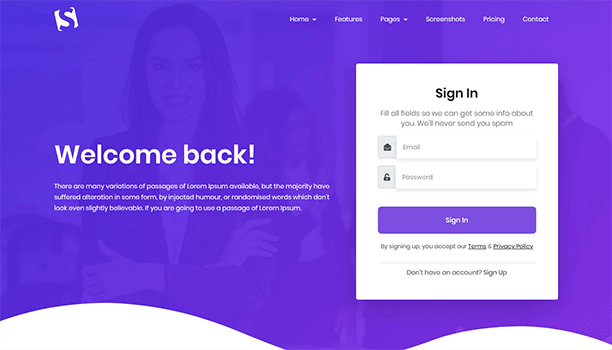 S
Home Features Pages Screenshots Pricing Contact
Sign In
Fill all fields so we can get some info about
you. We'll never send you spam
Email
Password
Sign In
By signing up, you accept our Terms & Privacy Policy
Don't have an account? Sign Up
Welcome back!
There are many variations of passages of Lorem Ipsum available, but the majority have
suffered alteration in some form, by injected humour, or randomised words which don't
look even slightly believable. If you are going to use a passage of Lorem Ipsum.